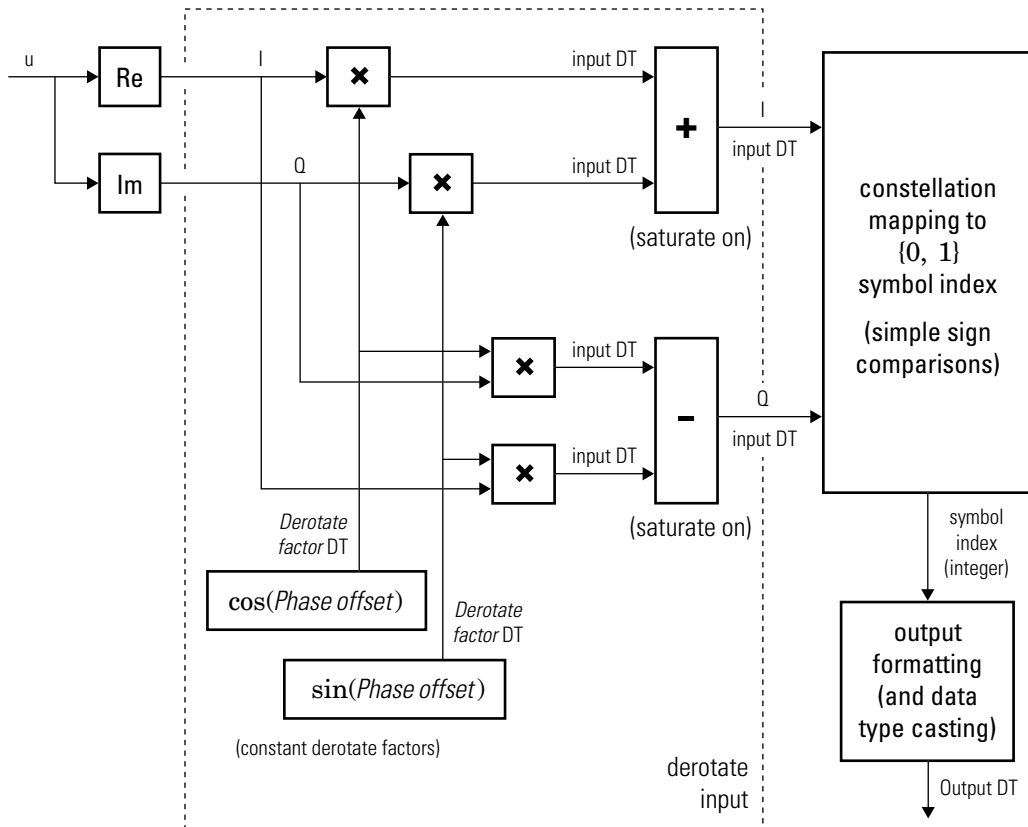 u
Re
I
×
input DT
+
I
input DT
Im
Q
×
input DT
(saturate on)
constellation
mapping to
{0, 1}
symbol index
(simple sign
comparisons)
×
input DT
-
Q
input DT
×
input DT
(saturate on)
Derotate
factor DT
cos(Phase offset)
Derotate
factor DT
sin(Phase offset)
(constant derotate factors)
derotate
input
symbol
index
(integer)
output
formatting
(and data
type casting)
Output DT